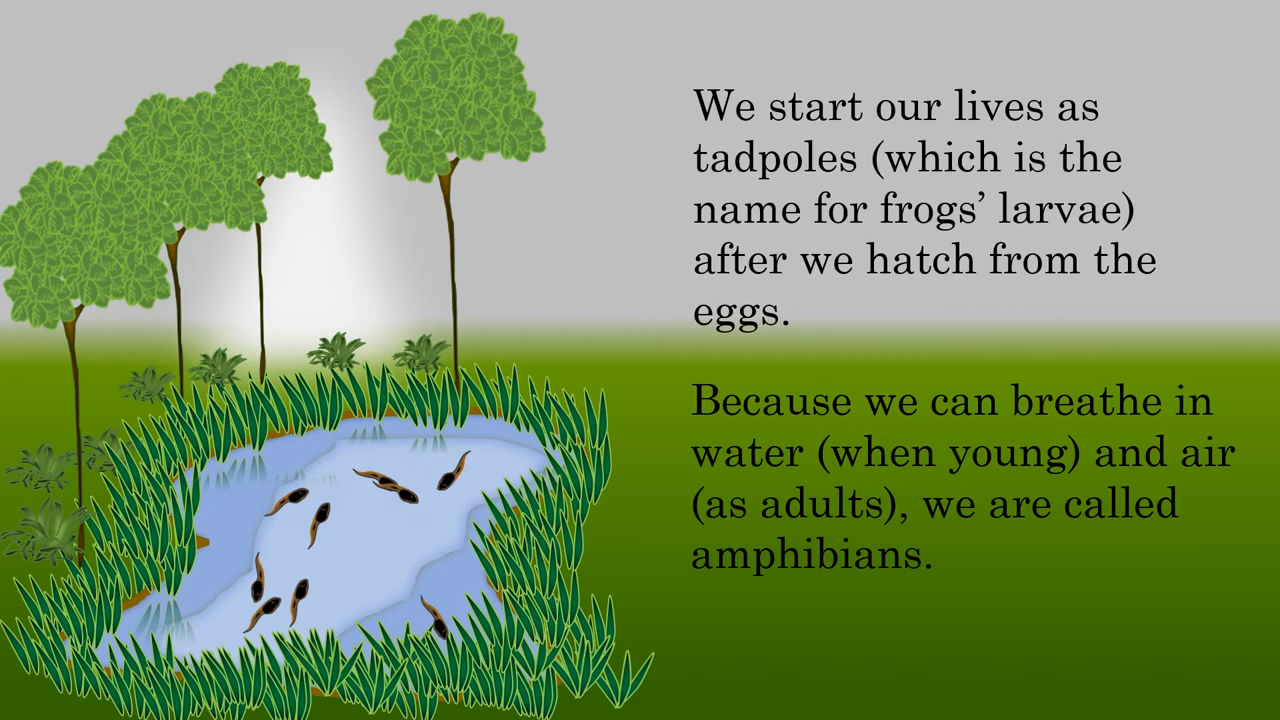 We start our lives as
tadpoles (which is the
name for frogs’ larvae)
after we hatch from the
eggs.
Because we can breathe in
water (when young) and air
(as adults), we are called
amphibians.